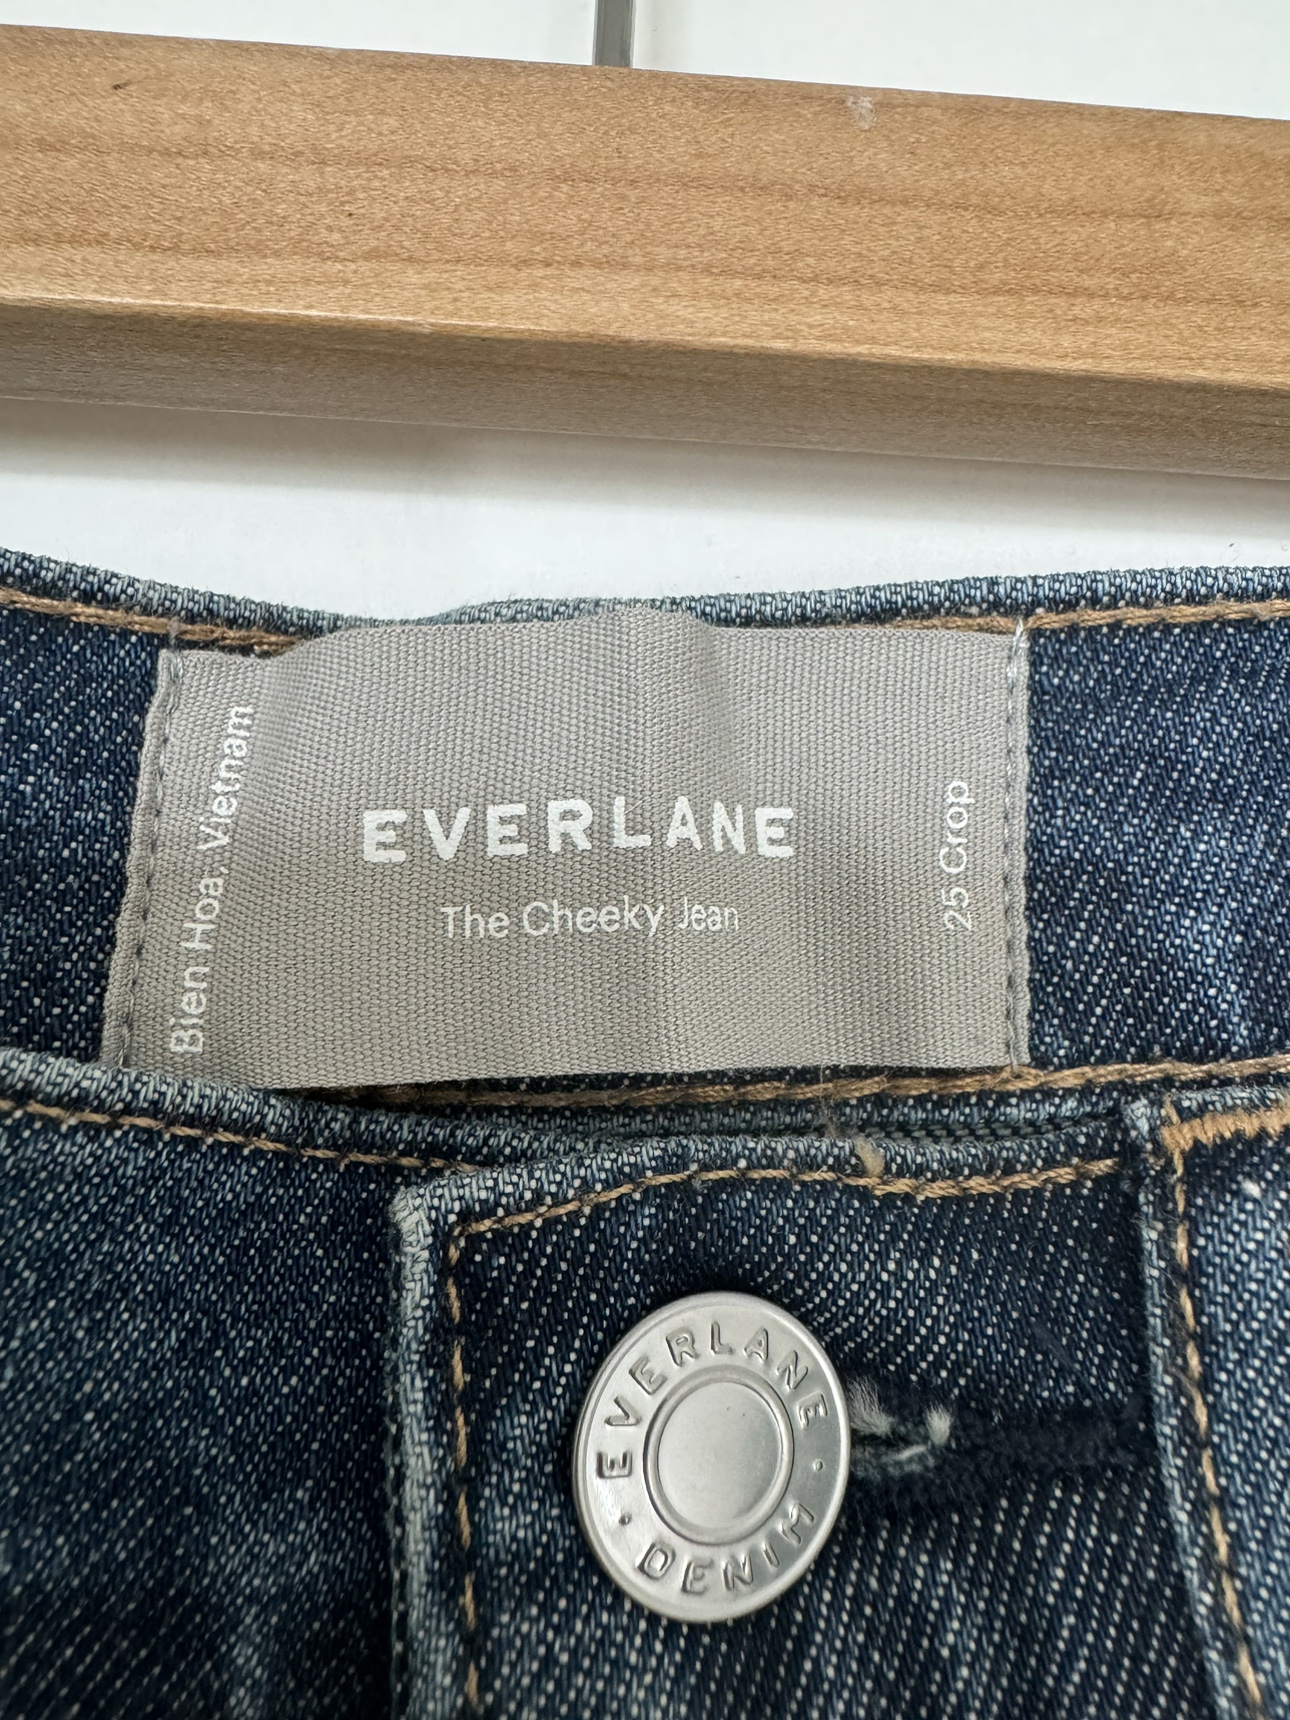 Bien Hoa, Vietnam
EVERLANE
The Cheeky Jean
25 Crop
EVERLANE
· DENIM ·